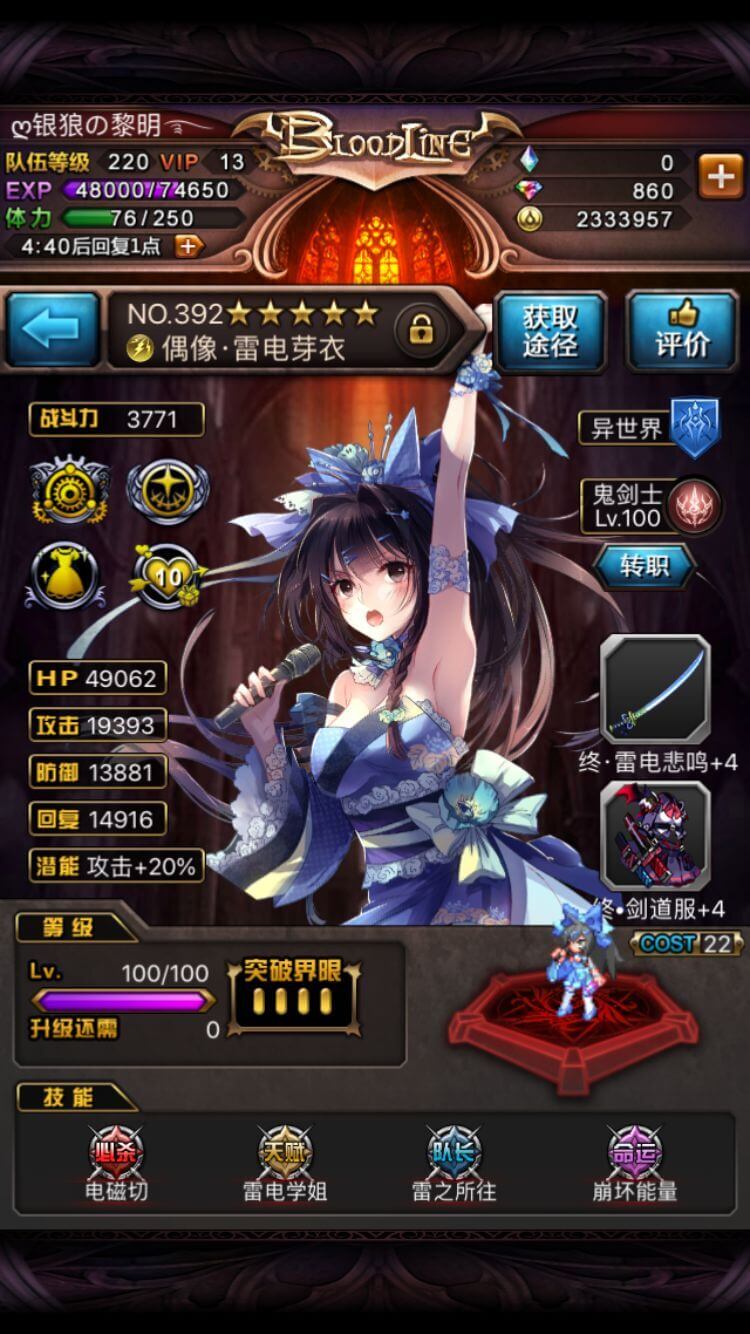 ღ银狼の黎明
BLOODLINE
队伍等级 220 VIP 13
0
EXP 48000/74650
860
体力 76/250
2333957
4:40后回复1点
NO.392
偶像·雷电芽衣
获取途径
评价
战斗力 3771
异世界
鬼剑士
Lv.100
转职
10
HP 49062
攻击 19393
防御 13881
回复 14916
潜能 攻击+20%
终·雷电悲鸣+4
终•剑道服+4
COST 22
等级
Lv. 100/100
突破界限
升级还需 0
技能
必杀 天赋 队长 命运
电磁切 雷电学姐 雷之所往 崩坏能量